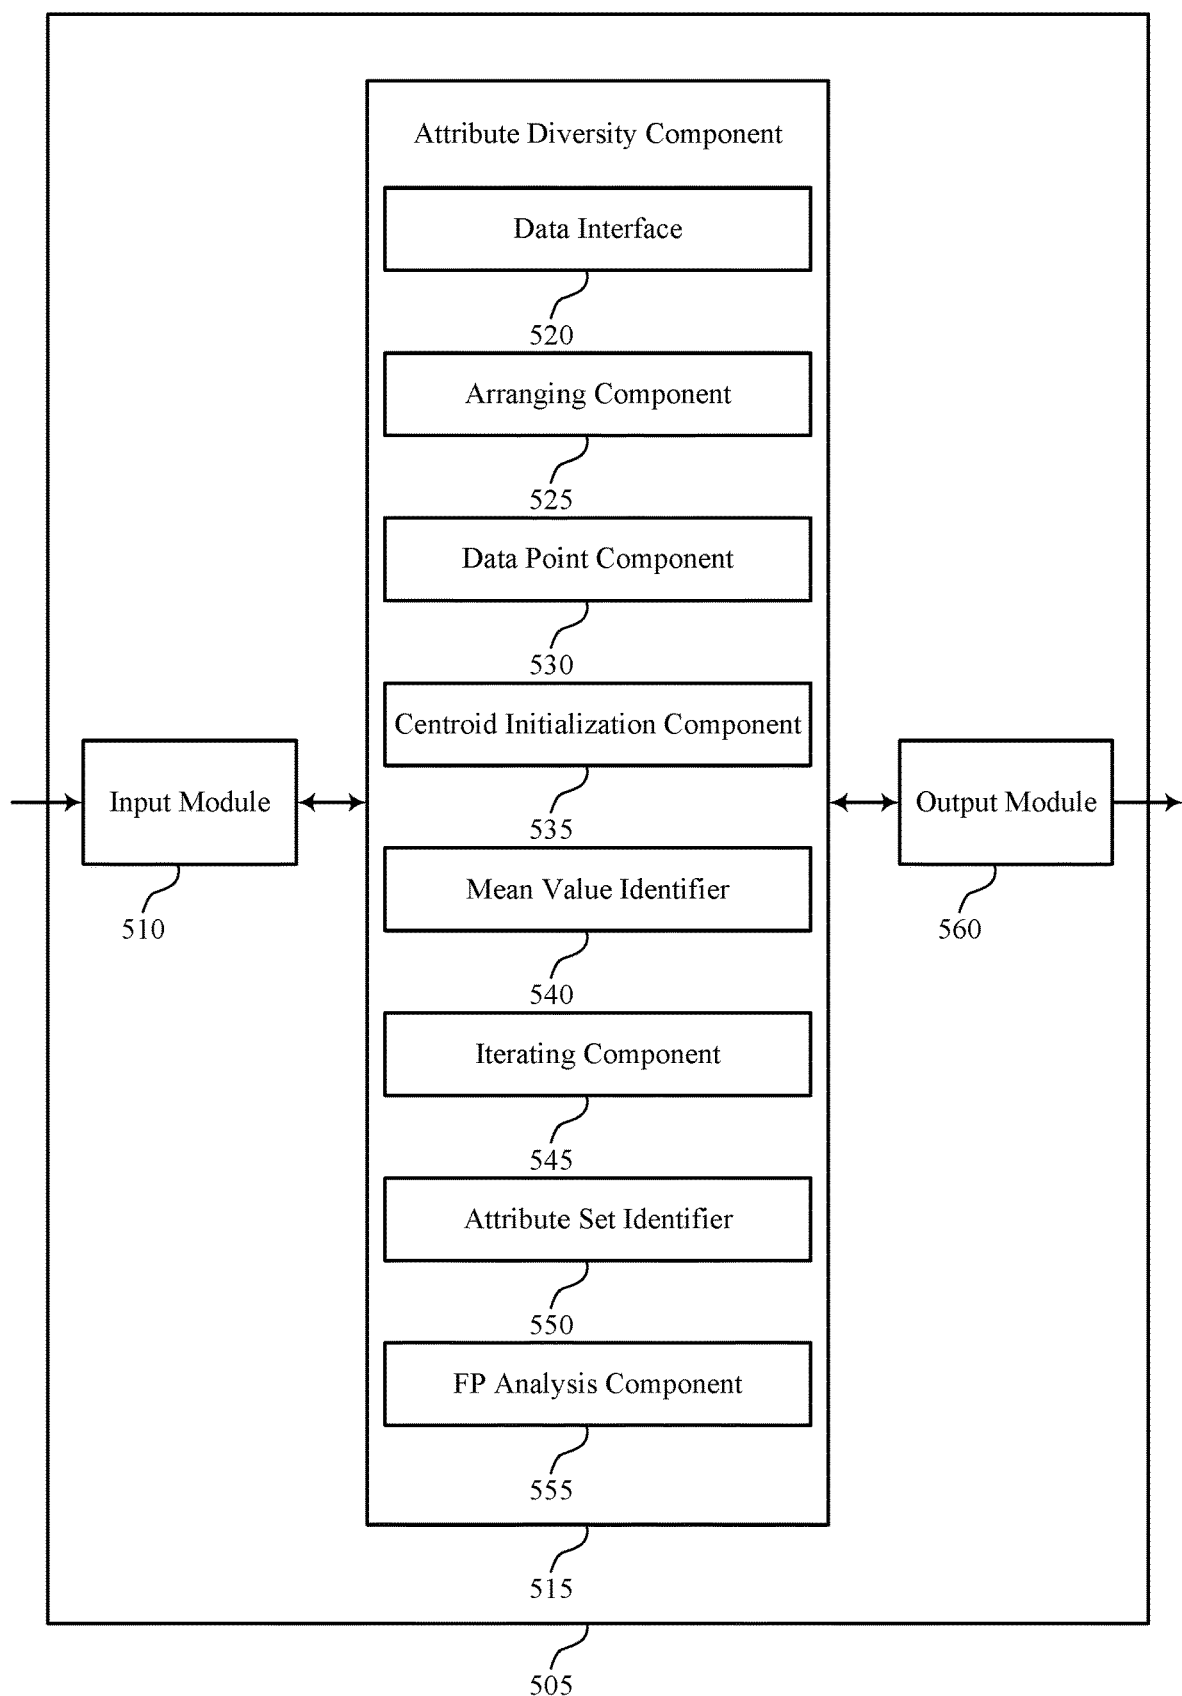 Attribute Diversity Component
Data Interface
520
Arranging Component
525
Data Point Component
530
Centroid Initialization Component
535
Input Module
510
Output Module
560
Mean Value Identifier
540
Iterating Component
545
Attribute Set Identifier
550
FP Analysis Component
555
515
505